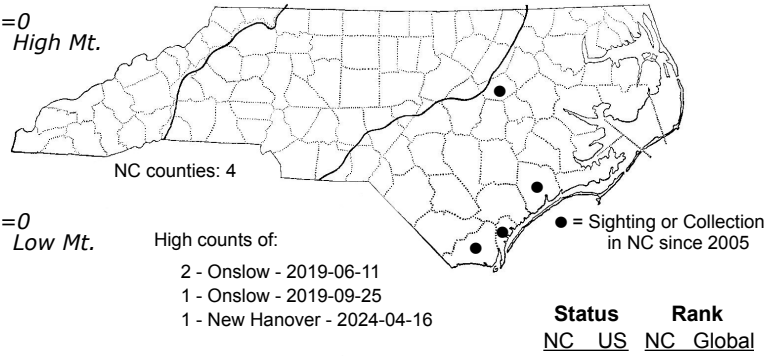 =0
High Mt.
NC counties: 4
=0
Low Mt.
High counts of:
2 - Onslow - 2019-06-11
1 - Onslow - 2019-09-25
1 - New Hanover - 2024-04-16
● = Sighting or Collection
in NC since 2005
Status Rank
NC US NC Global